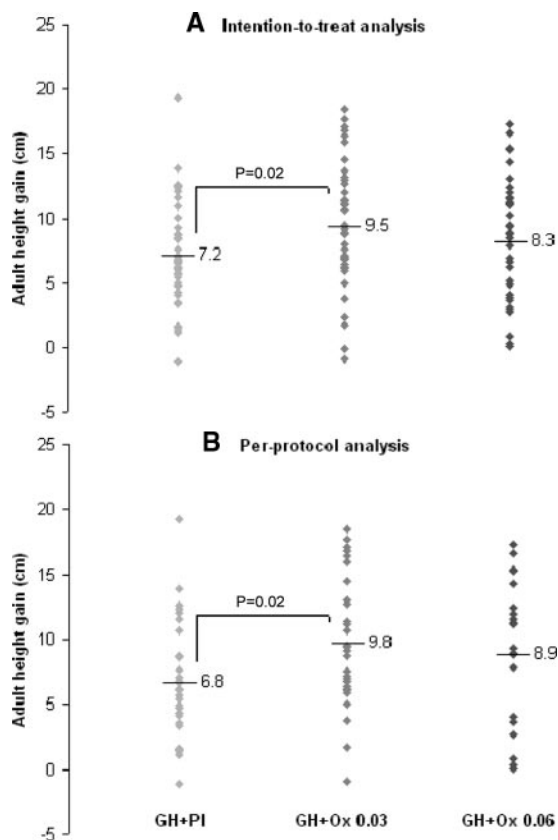 A Intention-to-treat analysis
Adult height gain (cm)
25
20
15
10
5
0
-5
P=0.02
7.2
9.5
8.3
B Per-protocol analysis
Adult height gain (cm)
25
20
15
10
5
0
-5
P=0.02
6.8
9.8
8.9
GH+Pl GH+Ox 0.03 GH+Ox 0.06